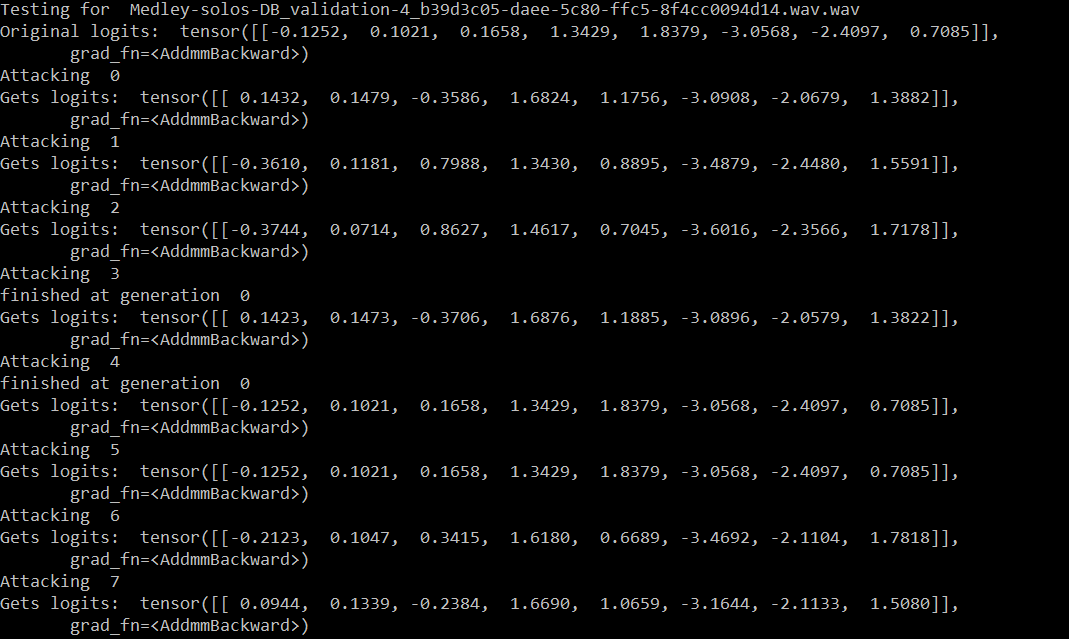 Testing for  Medley-solos-DB_validation-4_b39d3c05-daee-5c80-ffc5-8f4cc0094d14.wav.wav
Original logits:  tensor([[-0.1252,  0.1021,  0.1658,  1.3429,  1.8379, -3.0568, -2.4097,  0.7085]],
       grad_fn=<AddmmBackward>)
Attacking  0
Gets logits:  tensor([[ 0.1432,  0.1479, -0.3586,  1.6824,  1.1756, -3.0908, -2.0679,  1.3882]],
       grad_fn=<AddmmBackward>)
Attacking  1
Gets logits:  tensor([[-0.3610,  0.1181,  0.7988,  1.3430,  0.8895, -3.4879, -2.4480,  1.5591]],
       grad_fn=<AddmmBackward>)
Attacking  2
Gets logits:  tensor([[-0.3744,  0.0714,  0.8627,  1.4617,  0.7045, -3.6016, -2.3566,  1.7178]],
       grad_fn=<AddmmBackward>)
Attacking  3
finished at generation  0
Gets logits:  tensor([[ 0.1423,  0.1473, -0.3706,  1.6876,  1.1885, -3.0896, -2.0579,  1.3822]],
       grad_fn=<AddmmBackward>)
Attacking  4
finished at generation  0
Gets logits:  tensor([[-0.1252,  0.1021,  0.1658,  1.3429,  1.8379, -3.0568, -2.4097,  0.7085]],
       grad_fn=<AddmmBackward>)
Attacking  5
Gets logits:  tensor([[-0.1252,  0.1021,  0.1658,  1.3429,  1.8379, -3.0568, -2.4097,  0.7085]],
       grad_fn=<AddmmBackward>)
Attacking  6
Gets logits:  tensor([[-0.2123,  0.1047,  0.3415,  1.6180,  0.6689, -3.4692, -2.1104,  1.7818]],
       grad_fn=<AddmmBackward>)
Attacking  7
Gets logits:  tensor([[ 0.0944,  0.1339, -0.2384,  1.6690,  1.0659, -3.1644, -2.1133,  1.5080]],
       grad_fn=<AddmmBackward>)